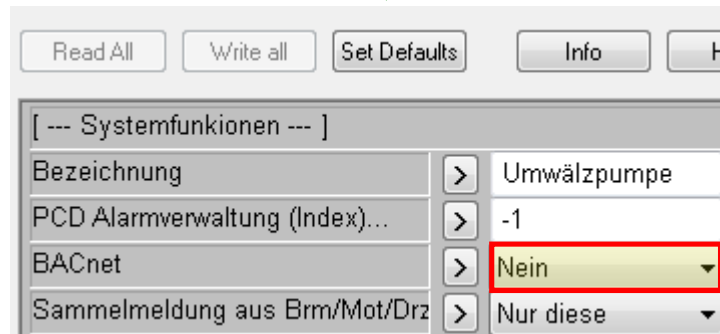 Read All Write all Set Defaults Info
[ --- Systemfunkionen --- ]
Bezeichnung > Umwälzpumpe
PCD Alarmverwaltung (Index)... > -1
BACnet > Nein
Sammelmeldung aus Brm/Mot/Drz > Nur diese